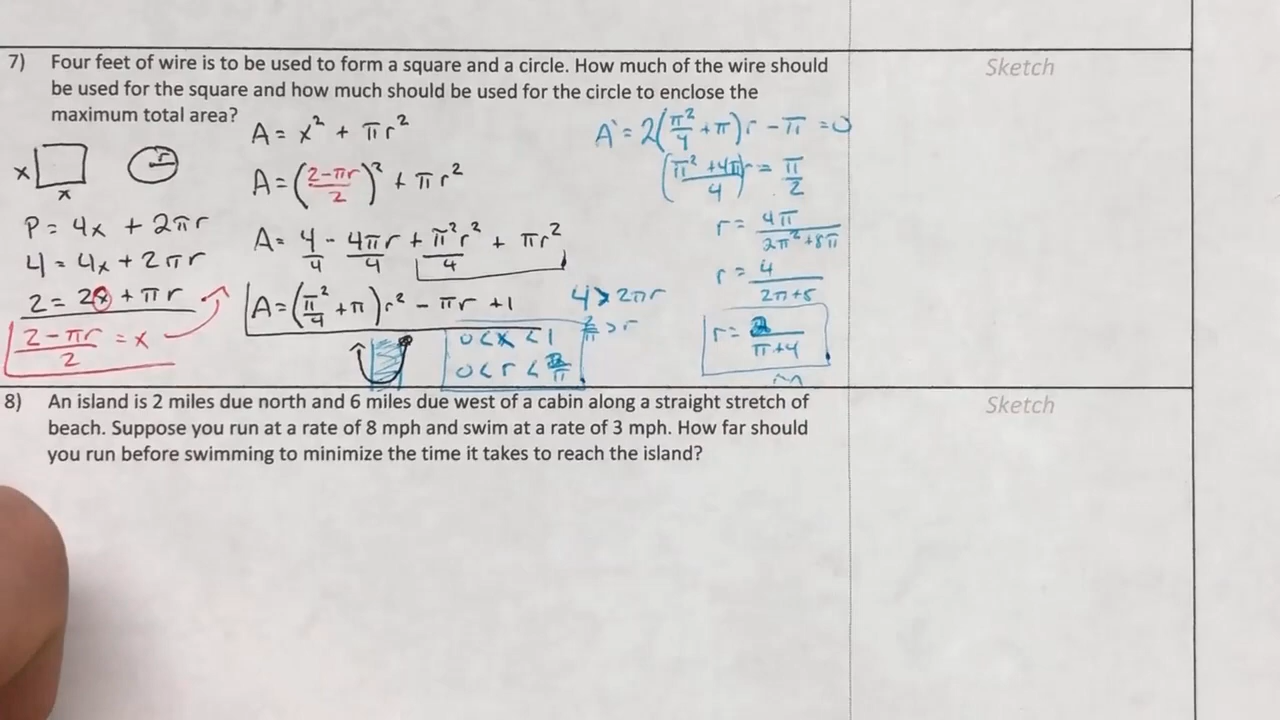 7) Four feet of wire is to be used to form a square and a circle. How much of the wire should
be used for the square and how much should be used for the circle to enclose the
maximum total area?
Sketch
x
x
r
P = 4x + 2πr
4 = 4x + 2πr
2 = 2x + πr
(2-πr)/2 = x
A = x² + πr²
A = ((2-πr)/2)² + πr²
A = 4/4 - 4πr/4 + π²r²/4 + πr²
A = (π²/4 + π)r² - πr + 1
4 > 2πr
2/π > r
0 < x < 1
0 < r < 2/π
A' = 2(π²/4 + π)r - π = 0
(π² + 4π)/4 r = π/2
r = 4π/(2π² + 8π)
r = 4/(2π + 8)
r = 2/(π+4)
m
8) An island is 2 miles due north and 6 miles due west of a cabin along a straight stretch of
beach. Suppose you run at a rate of 8 mph and swim at a rate of 3 mph. How far should
you run before swimming to minimize the time it takes to reach the island?
Sketch